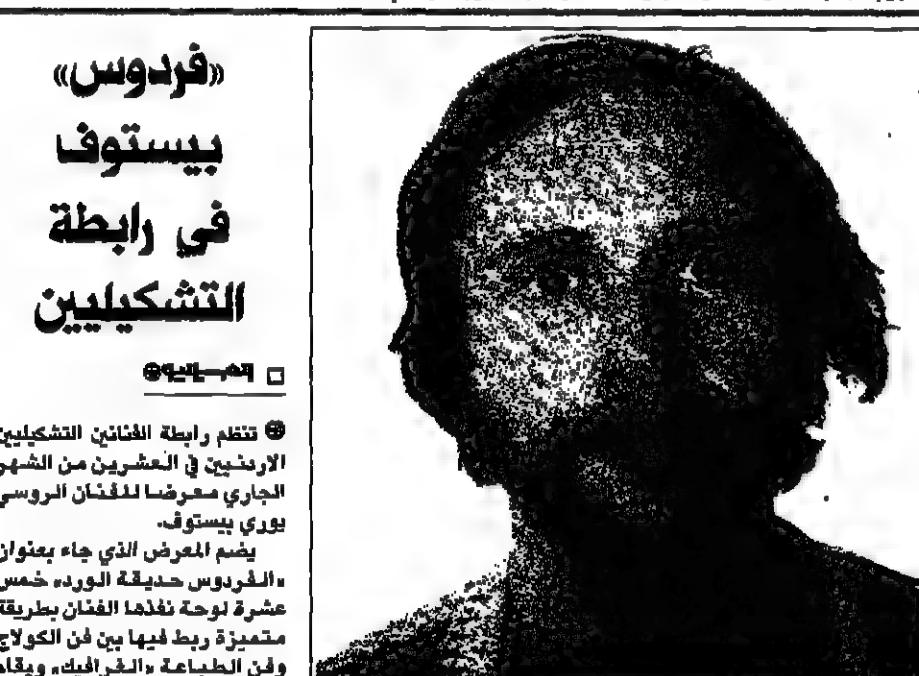 «فردوس»
بيستوف
في رابطة
التشكيليين
تنظم رابطة الفنانين التشكيليين
الاردنيين في العشرين من الشهر
الجاري معرضا للفنان الروسي
يوري بيستوف.
يضم المعرض الذي جاء بعنوان
«الفردوس حديقة الورد» خمس
عشرة لوحة نفذها الفنان بطريقة
متميزة ربط فيها بين فن الكولاج
وفن الطباعة «الغرافيك» ويقام